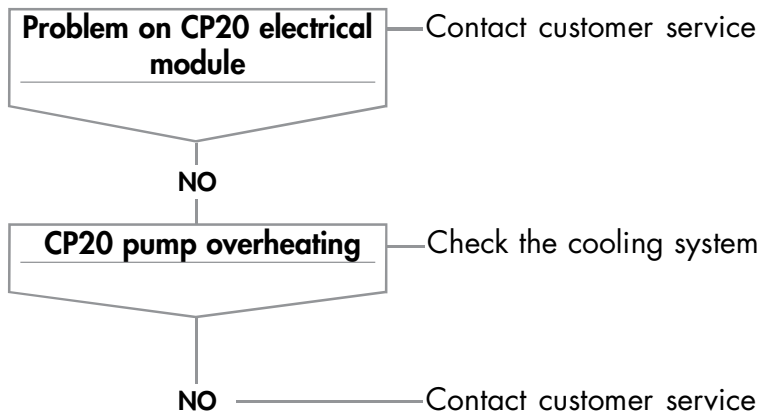 Problem on CP20 electrical
module
Contact customer service
NO
CP20 pump overheating
Check the cooling system
NO
Contact customer service